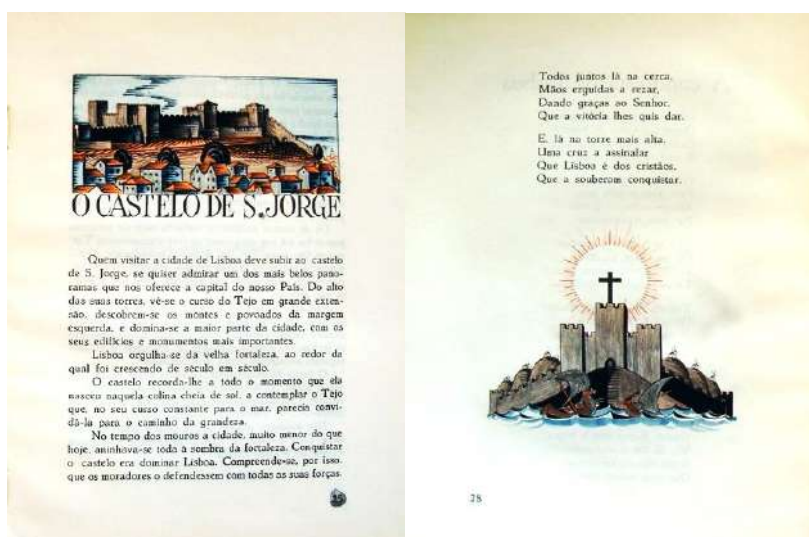 O CASTELO DE S. JORGE
Quem visitar a cidade de Lisboa deve subir ao castelo
de S. Jorge, se quiser admirar um dos mais belos pano-
ramas que nos oferece a capital do nosso País. Do alto
das suas torres, vê-se o curso do Tejo em grande exten-
são, descobrem-se os montes e povoados da margem
esquerda, e domina-se a maior parte da cidade, com os
seus edifícios e monumentos mais importantes.
Lisboa orgulha-se da velha fortaleza, ao redor da
qual foi crescendo de século em século.
O castelo recorda-lhe a todo o momento que ela
nasceu naquela colina cheia de sol, a contemplar o Tejo
que, no seu curso constante para o mar, parecia convi-
dá-la para o caminho da grandeza.
No tempo dos mouros a cidade, muito menor do que
hoje, aninhava-se toda à sombra da fortaleza. Conquistar
o castelo era dominar Lisboa. Compreende-se, por isso,
que os moradores o defendessem com todas as suas forças.
25
Todos juntos lá na cerca,
Mãos erguidas a rezar,
Dando graças ao Senhor,
Que a vitória lhes quis dar.
E, lá na torre mais alta,
Uma cruz a assinalar
Que Lisboa é dos cristãos,
Que a souberam conquistar.
28